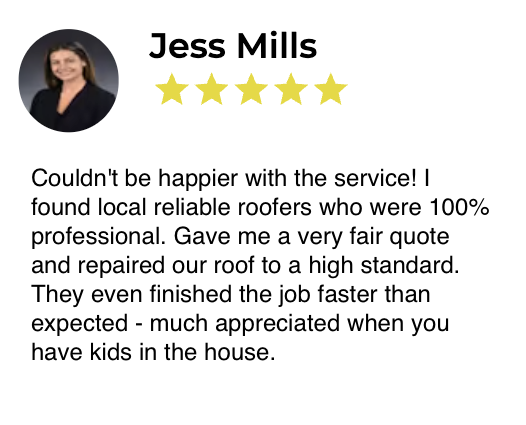 Jess Mills
Couldn't be happier with the service! I
found local reliable roofers who were 100%
professional. Gave me a very fair quote
and repaired our roof to a high standard.
They even finished the job faster than
expected - much appreciated when you
have kids in the house.